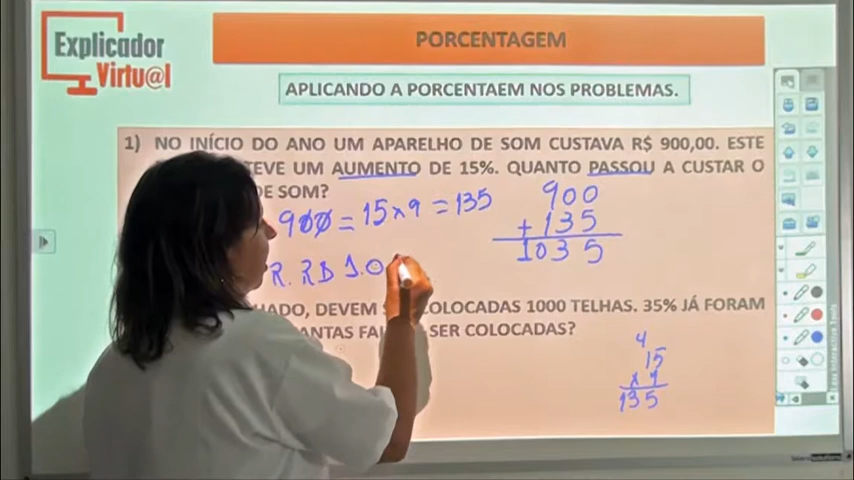 Explicador
Virtu@l
PORCENTAGEM
APLICANDO A PORCENTAEM NOS PROBLEMAS.
1) NO INÍCIO DO ANO UM APARELHO DE SOM CUSTAVA R$ 900,00. ESTE
TEVE UM AUMENTO DE 15%. QUANTO PASSOU A CUSTAR O
DE SOM?
900 = 15x9 = 135
900
+ 135
1035
R. R$ 1.0
DEVEM COLOCADAS 1000 TELHAS. 35% JÁ FORAM
SER COLOCADAS?
4
15
x 9
135